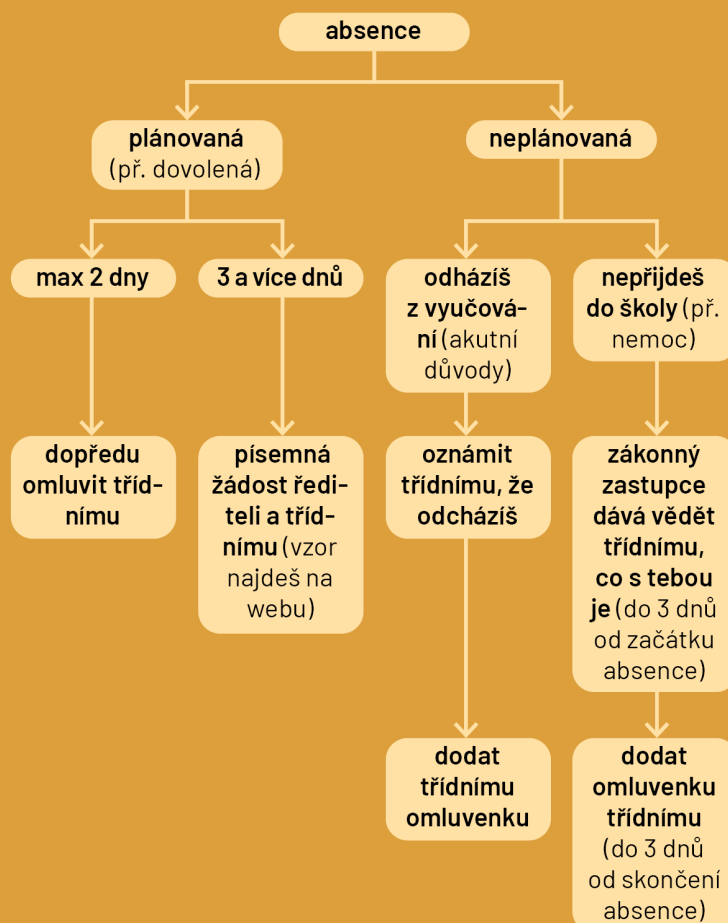 absence
plánovaná
(př. dovolená)
neplánovaná
max 2 dny
3 a více dnů
odházíš
z vyučová-
ní (akutní
důvody)
nepřijdeš
do školy (př.
nemoc)
dopředu
omluvit tříd-
nímu
písemná
žádost ředi-
teli a tříd-
nímu (vzor
najdeš na
webu)
oznámit
třídnímu, že
odcházíš
zákonný
zastupce
dává vědět
třídnímu,
co s tebou
je (do 3 dnů
od začátku
absence)
dodat
třídnímu
omluvenku
dodat
omluvenku
třídnímu
(do 3 dnů
od skončení
absence)